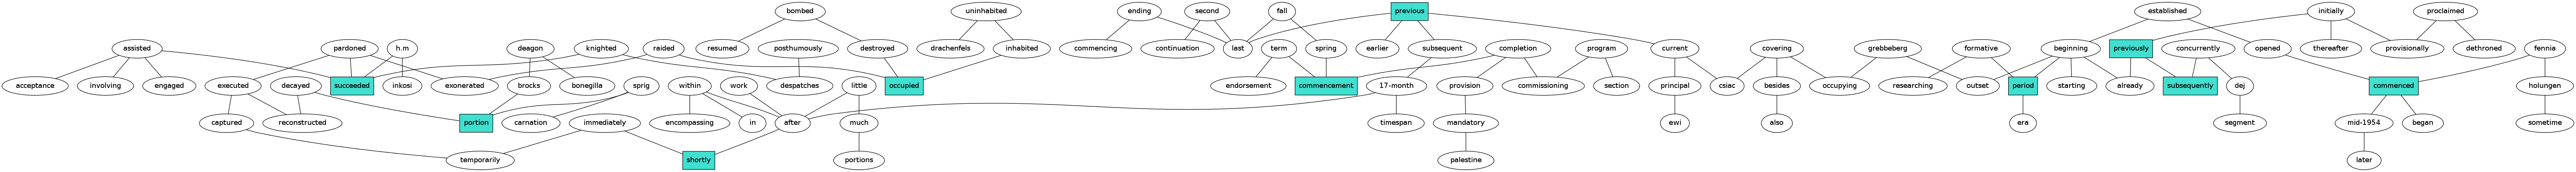 bombed uninhabited ending second fall previous established initially proclaimed
assisted pardoned h.m deagon knighted raided resumed posthumously destroyed drachenfels inhabited commencing continuation last term spring earlier subsequent completion program current covering grebbeberg formative beginning opened previously concurrently thereafter provisionally dethroned fennia
acceptance involving engaged executed decayed succeeded inkosi exonerated brocks bonegilla sprig within work despatches little occupied endorsement commencement 17-month provision commissioning section principal csiac besides occupying researching outset period starting already subsequently dej commenced holungen
captured reconstructed portion carnation immediately encompassing in after much timespan mandatory ewi also era segment mid-1954 began sometime
temporarily shortly portions palestine later